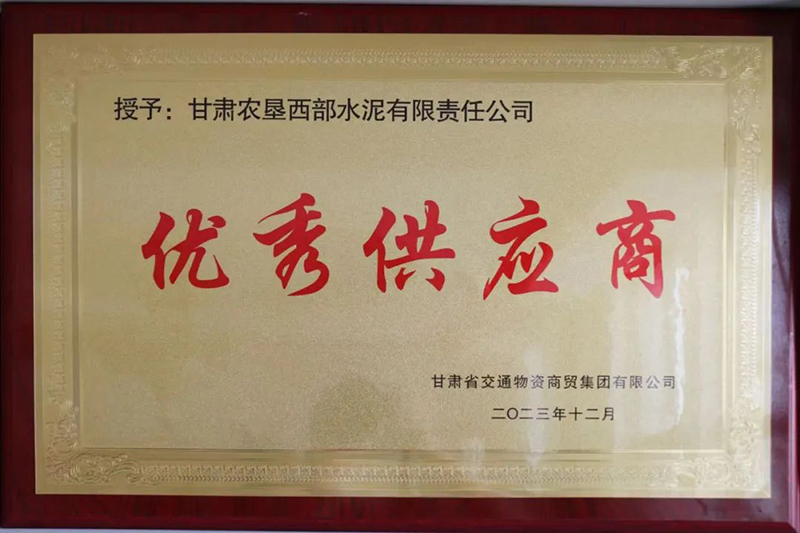 授予：甘肃农垦西部水泥有限责任公司
优秀供应商
甘肃省交通物资商贸集团有限公司
二〇二三年十二月